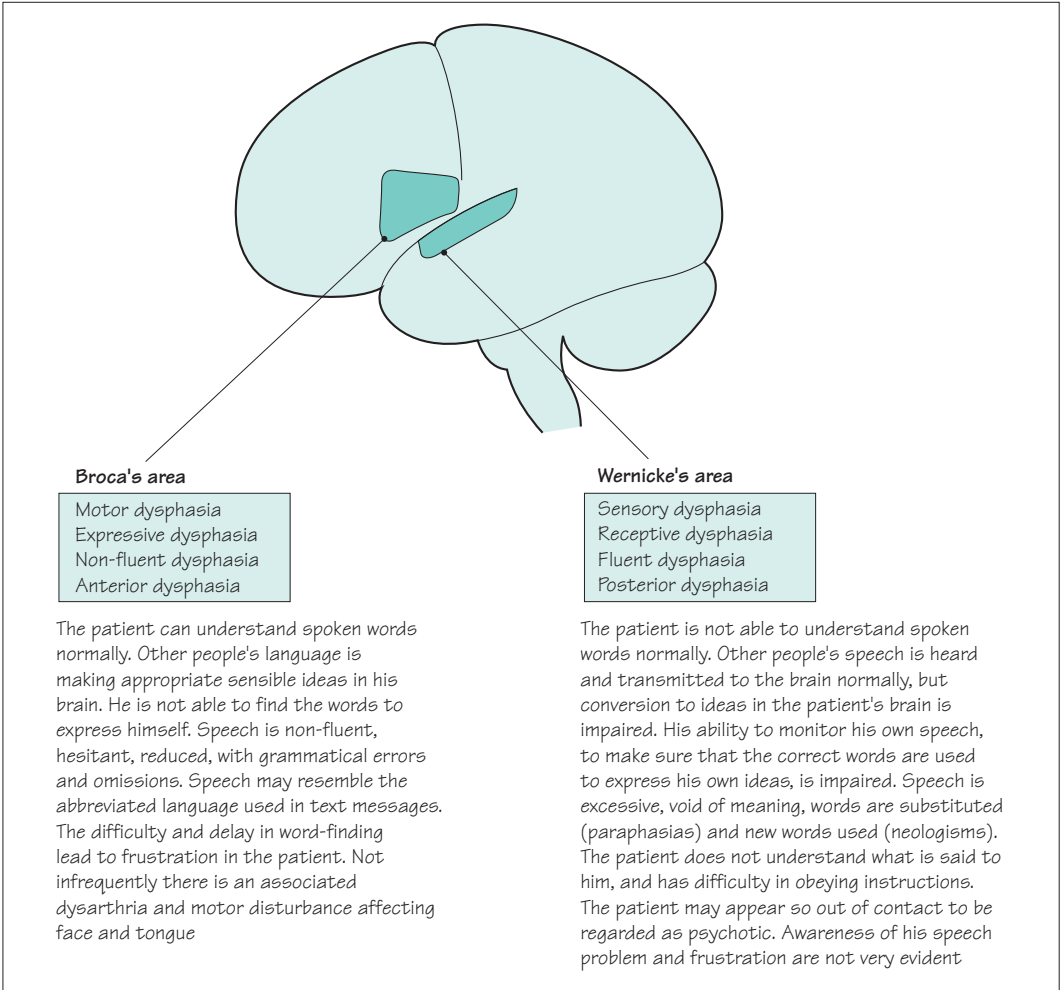 Broca's area
Motor dysphasia
Expressive dysphasia
Non-fluent dysphasia
Anterior dysphasia
The patient can understand spoken words
normally. Other people's language is
making appropriate sensible ideas in his
brain. He is not able to find the words to
express himself. Speech is non-fluent,
hesitant, reduced, with grammatical errors
and omissions. Speech may resemble the
abbreviated language used in text messages.
The difficulty and delay in word-finding
lead to frustration in the patient. Not
infrequently there is an associated
dysarthria and motor disturbance affecting
face and tongue
Wernicke's area
Sensory dysphasia
Receptive dysphasia
Fluent dysphasia
Posterior dysphasia
The patient is not able to understand spoken
words normally. Other people's speech is heard
and transmitted to the brain normally, but
conversion to ideas in the patient's brain is
impaired. His ability to monitor his own speech,
to make sure that the correct words are used
to express his own ideas, is impaired. Speech is
excessive, void of meaning, words are substituted
(paraphasias) and new words used (neologisms).
The patient does not understand what is said to
him, and has difficulty in obeying instructions.
The patient may appear so out of contact to be
regarded as psychotic. Awareness of his speech
problem and frustration are not very evident